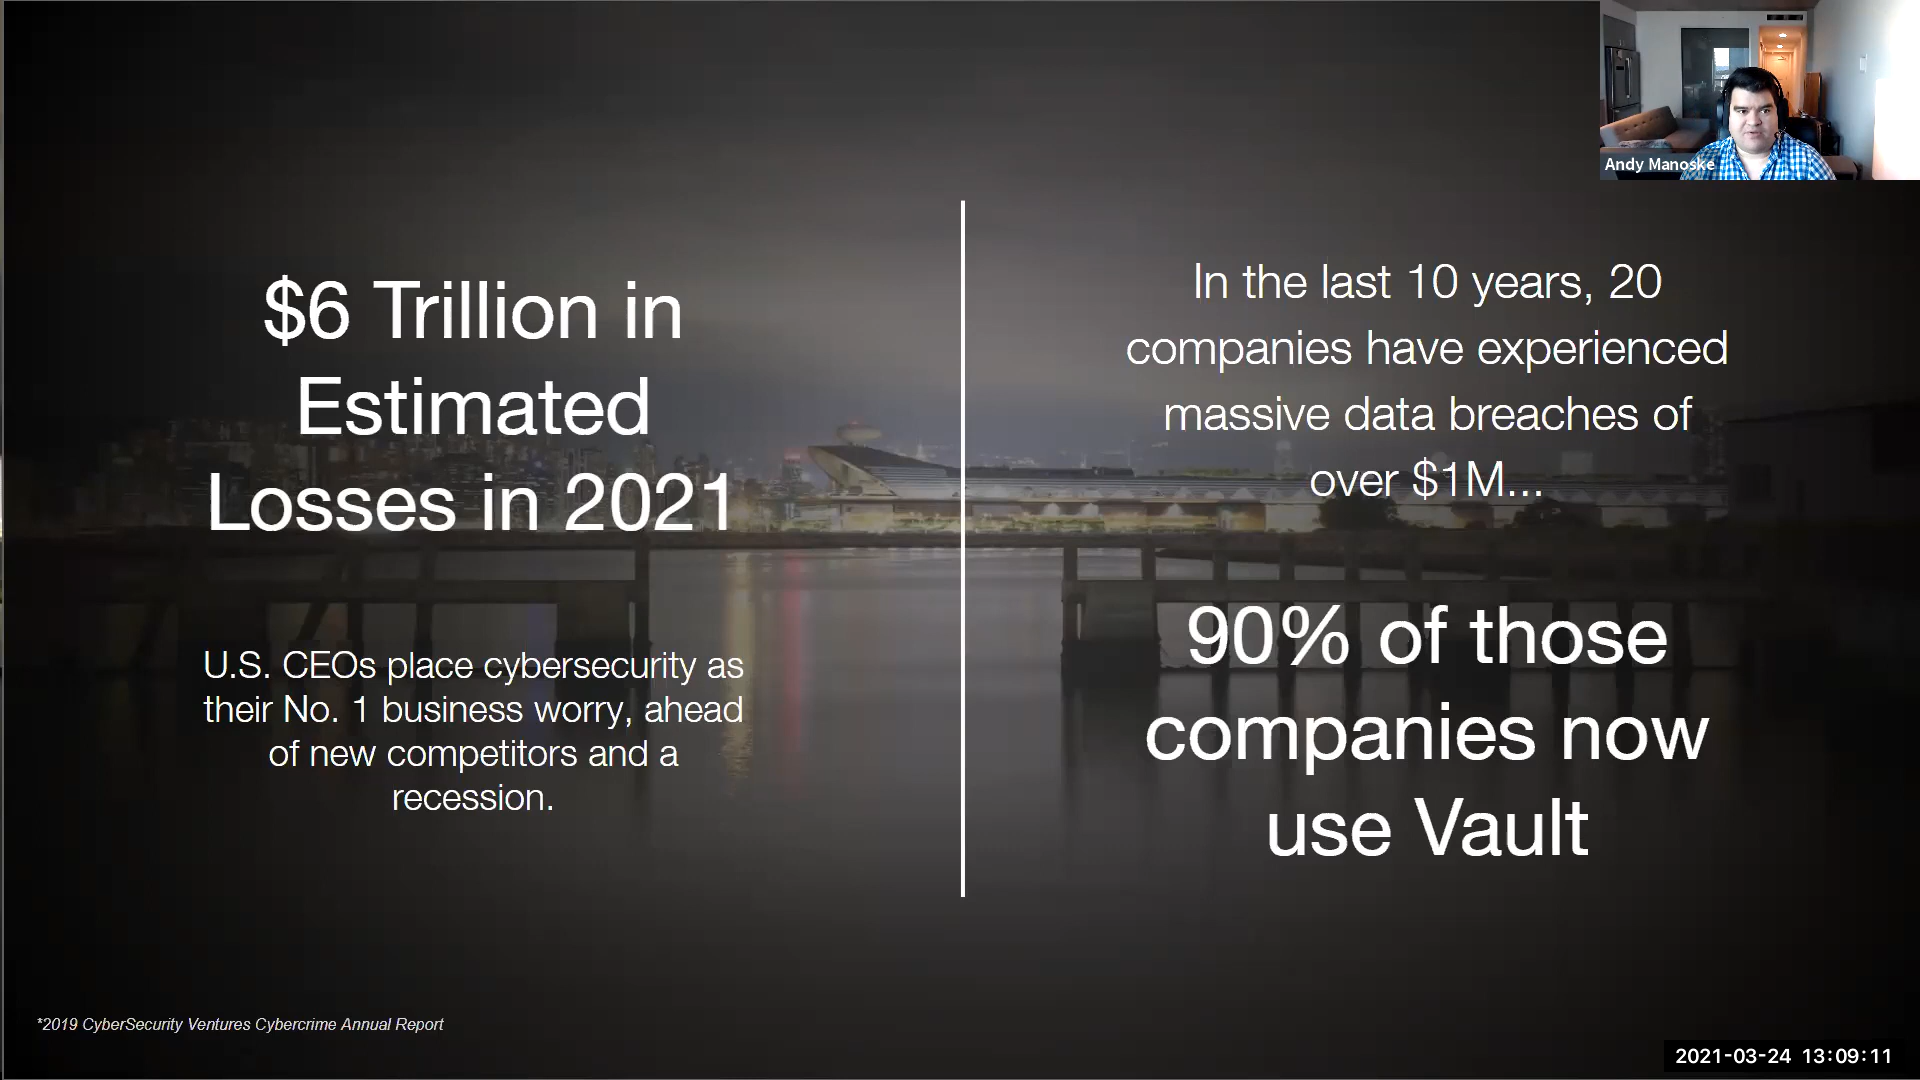 Andy Manoske
$6 Trillion in
Estimated
Losses in 2021
U.S. CEOs place cybersecurity as
their No. 1 business worry, ahead
of new competitors and a
recession.
In the last 10 years, 20
companies have experienced
massive data breaches of
over $1M...
90% of those
companies now
use Vault
*2019 CyberSecurity Ventures Cybercrime Annual Report
2021-03-24 13:09:11